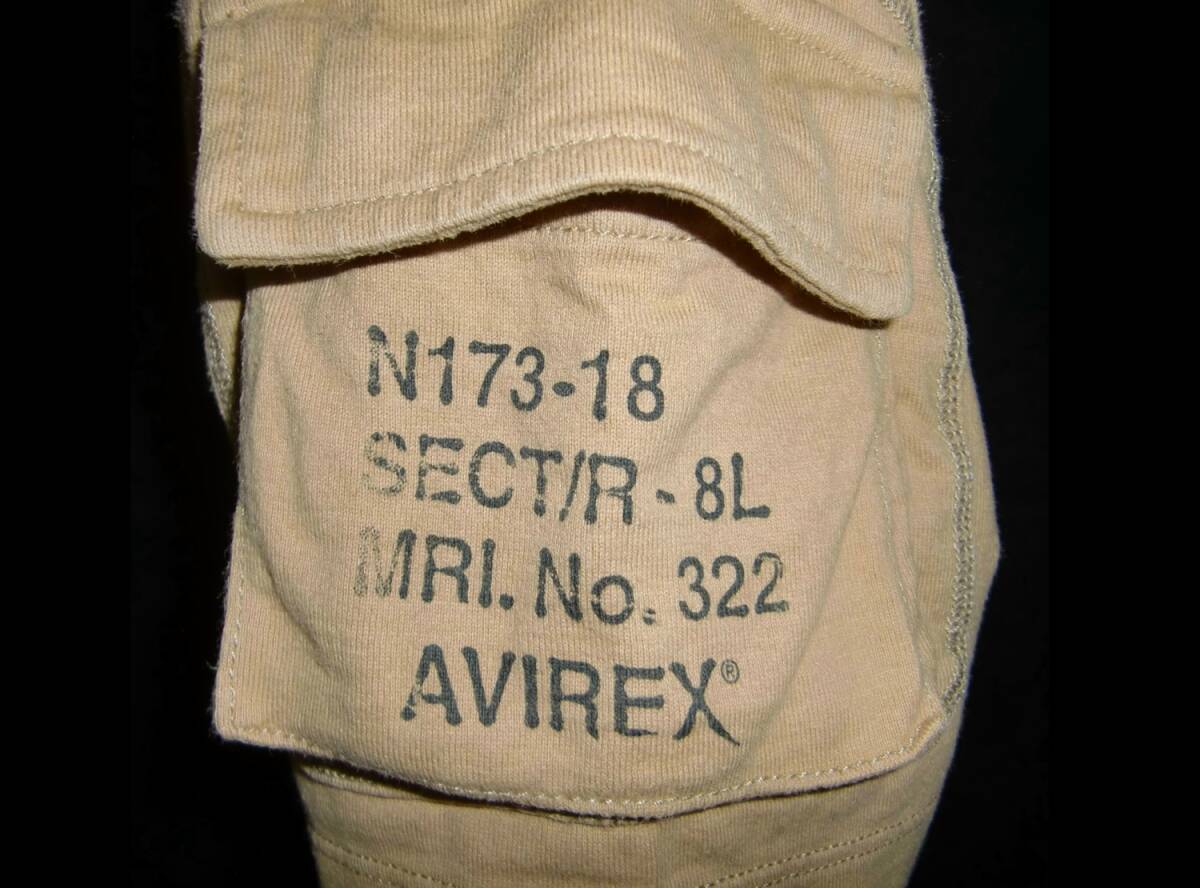 N173-18
SECT/R - 8L
MRI. No. 322
AVIREX®